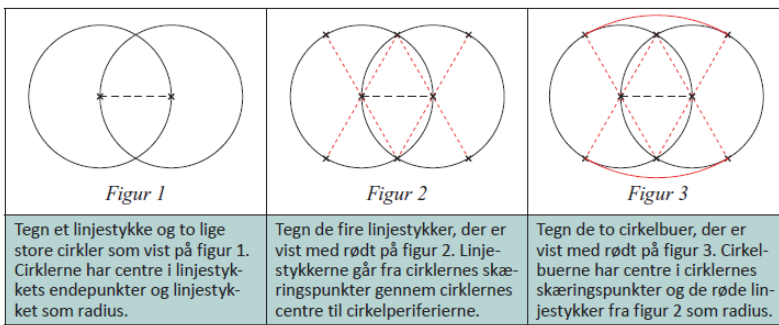 Figur 1
Figur 2
Figur 3
Tegn et linjestykke og to lige
store cirkler som vist på figur 1.
Cirklerne har centre i linjestyk-
kets endepunkter og linjestyk-
ket som radius.
Tegn de fire linjestykker, der er
vist med rødt på figur 2. Linje-
stykkerne går fra cirklernes skæ-
ringspunkter gennem cirklernes
centre til cirkelperiferierne.
Tegn de to cirkelbuer, der er
vist med rødt på figur 3. Cirkel-
buerne har centre i cirklernes
skæringspunkter og de røde lin-
jestykker fra figur 2 som radius.